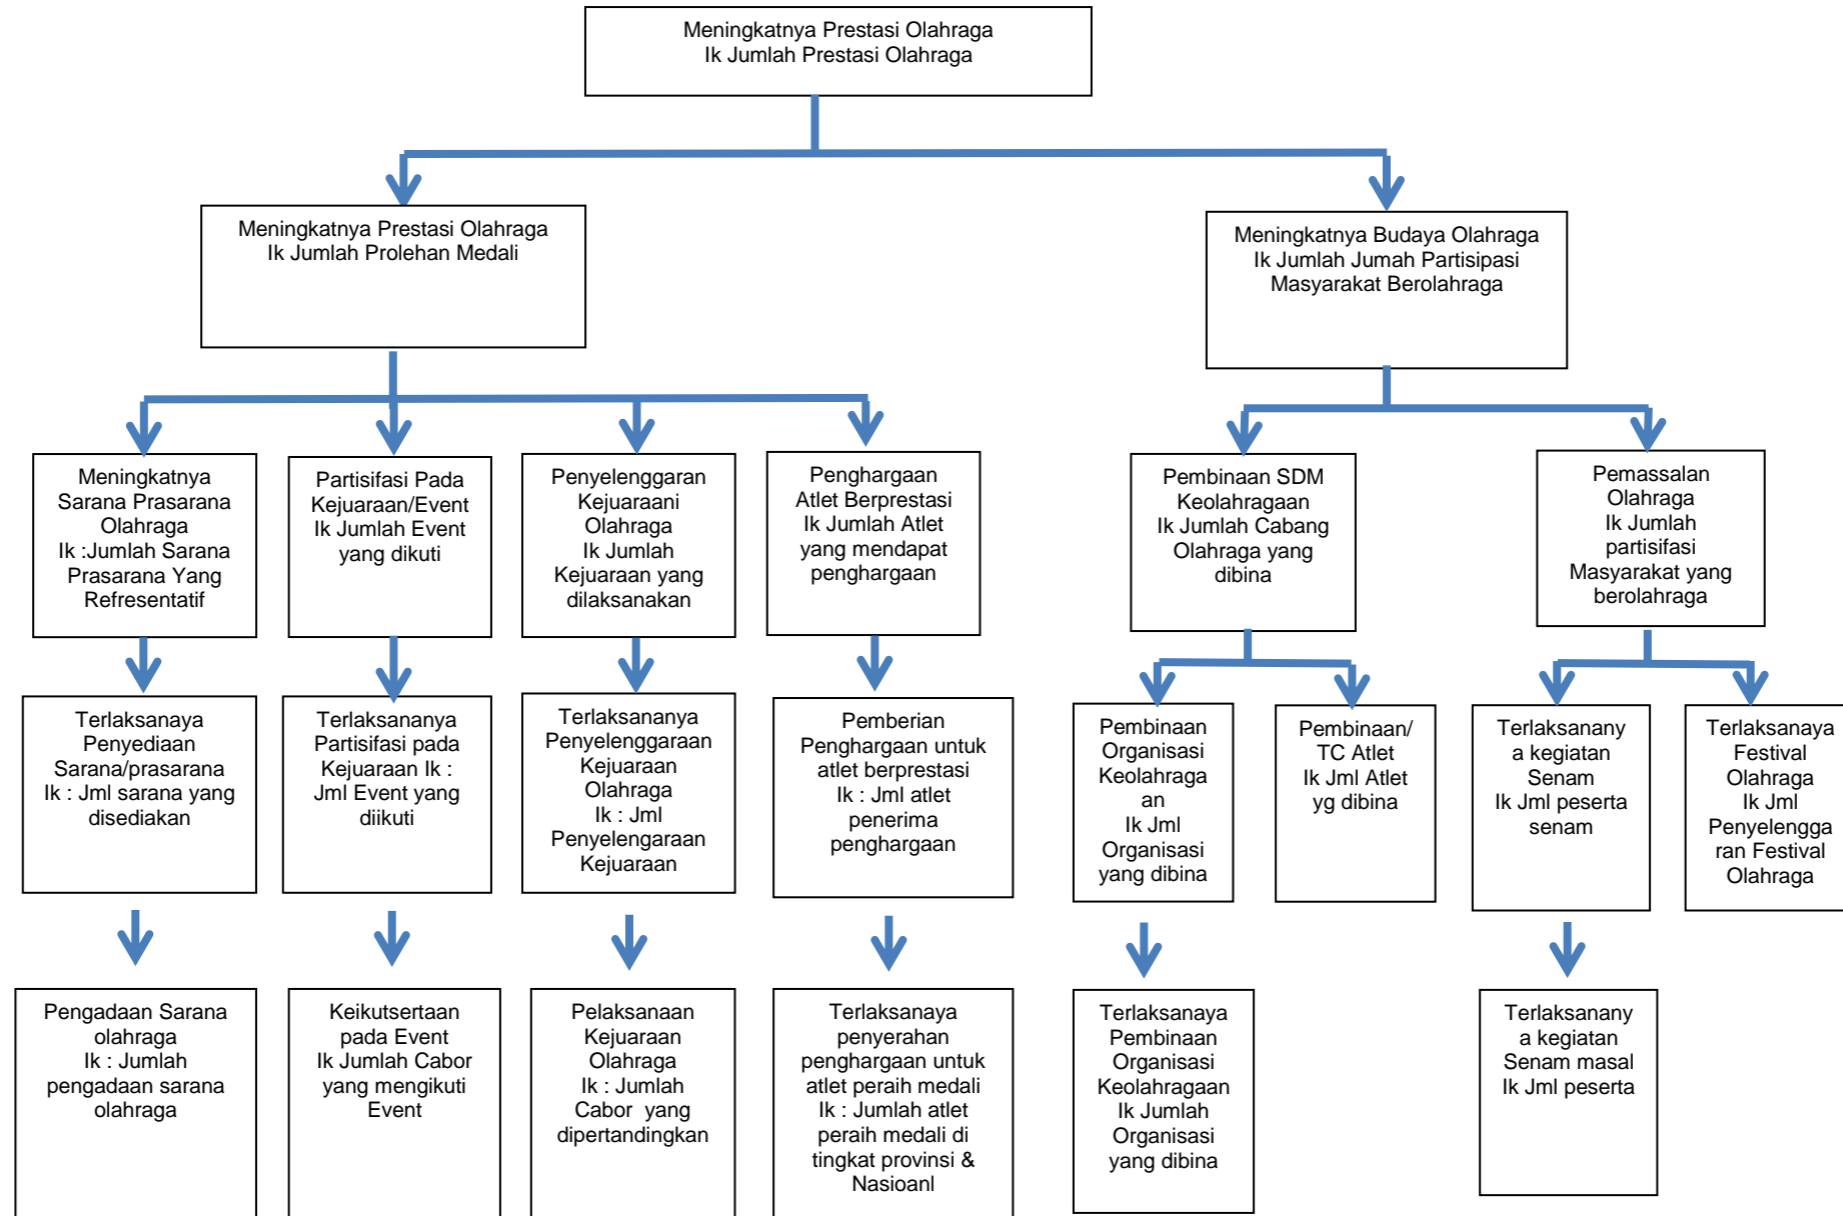 Meningkatnya Prestasi Olahraga
Ik Jumlah Prestasi Olahraga
Meningkatnya Prestasi Olahraga
Ik Jumlah Prolehan Medali
Meningkatnya Budaya Olahraga
Ik Jumlah Jumah Partisipasi
Masyarakat Berolahraga
Meningkatnya
Sarana Prasarana
Olahraga
Ik :Jumlah Sarana
Prasarana Yang
Refresentatif
Partisifasi Pada
Kejuaraan/Event
Ik Jumlah Event
yang dikuti
Penyelenggaran
Kejuaraani
Olahraga
Ik Jumlah
Kejuaraan yang
dilaksanakan
Penghargaan
Atlet Berprestasi
Ik Jumlah Atlet
yang mendapat
penghargaan
Pembinaan SDM
Keolahragaan
Ik Jumlah Cabang
Olahraga yang
dibina
Pemassalan
Olahraga
Ik Jumlah
partisifasi
Masyarakat yang
berolahraga
Terlaksanaya
Penyediaan
Sarana/prasarana
Ik : Jml sarana yang
disediakan
Terlaksananya
Partisifasi pada
Kejuaraan Ik :
Jml Event yang
diikuti
Terlaksananya
Penyelenggaraan
Kejuaraan
Olahraga
Ik : Jml
Penyelengaraan
Kejuaraan
Pemberian
Penghargaan untuk
atlet berprestasi
Ik : Jml atlet
penerima
penghargaan
Pembinaan
Organisasi
Keolahraga
an
Ik Jml
Organisasi
yang dibina
Pembinaan/
TC Atlet
Ik Jml Atlet
yg dibina
Terlaksanany
a kegiatan
Senam
Ik Jml peserta
senam
Terlaksanaya
Festival
Olahraga
Ik Jml
Penyelengga
ran Festival
Olahraga
Pengadaan Sarana
olahraga
Ik : Jumlah
pengadaan sarana
olahraga
Keikutsertaan
pada Event
Ik Jumlah Cabor
yang mengikuti
Event
Pelaksanaan
Kejuaraan
Olahraga
Ik : Jumlah
Cabor  yang
dipertandingkan
Terlaksanaya
penyerahan
penghargaan untuk
atlet peraih medali
Ik : Jumlah atlet
peraih medali di
tingkat provinsi &
Nasioanl
Terlaksanaya
Pembinaan
Organisasi
Keolahragaan
Ik Jumlah
Organisasi
yang dibina
Terlaksanany
a kegiatan
Senam masal
Ik Jml peserta